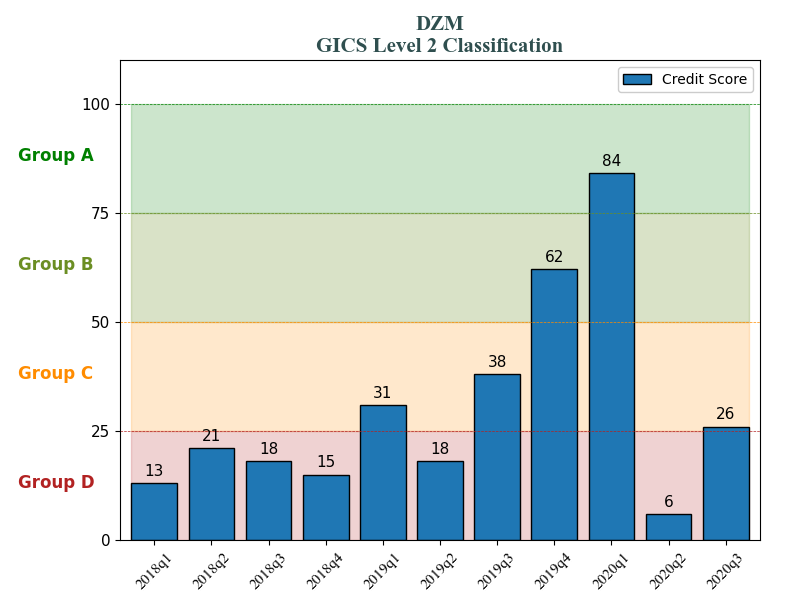 DZM
GICS Level 2 Classification
Credit Score
100
Group A
84
75
Group B
62
50
Group C
38
31
26
25
21
18
18
15
13
Group D
6
0
2018q1
2018q2
2018q3
2018q4
2019q1
2019q2
2019q3
2019q4
2020q1
2020q2
2020q3